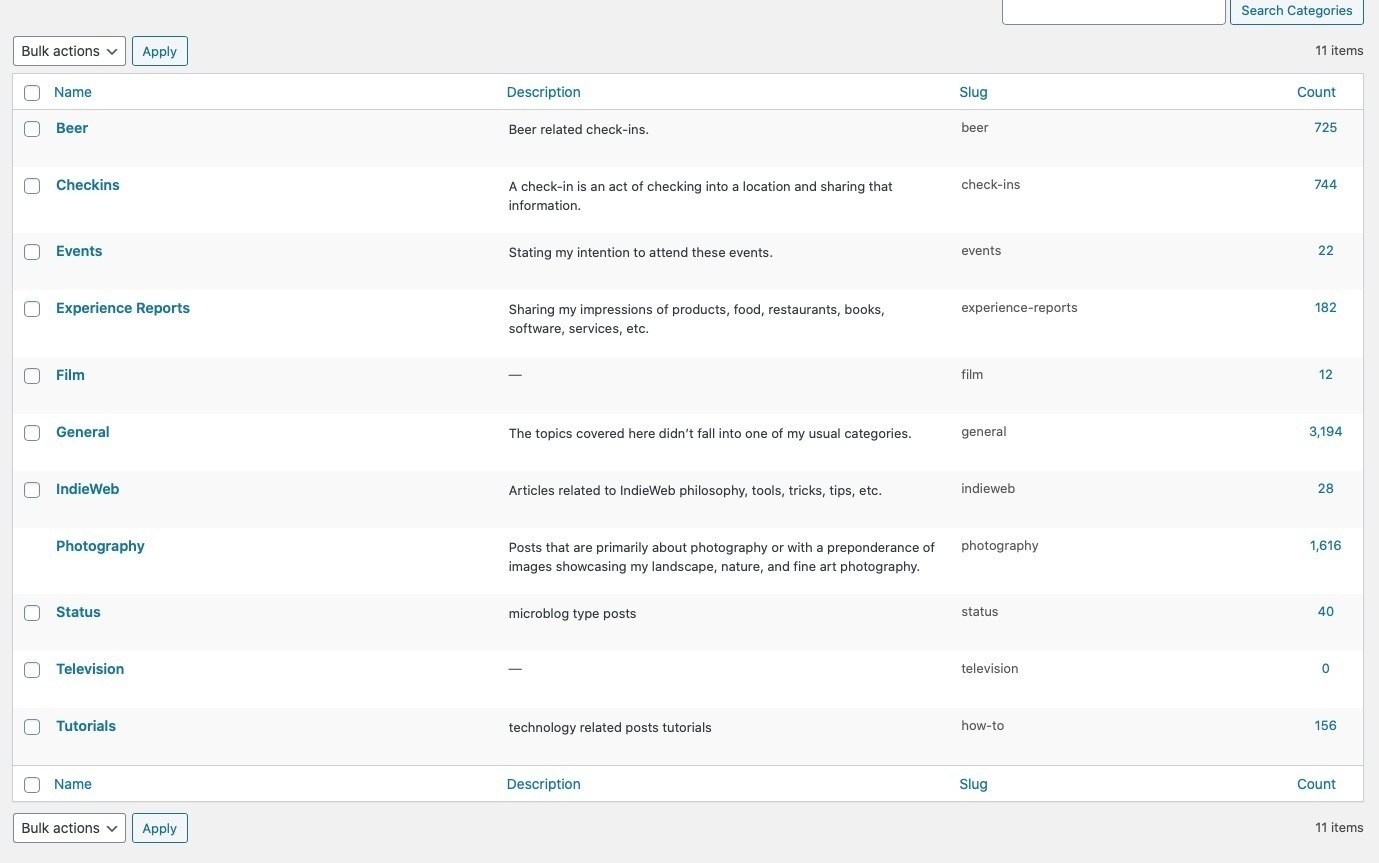 Search Categories
Bulk actions Apply 11 items
Name Description Slug Count
Beer Beer related check-ins. beer 725
Checkins A check-in is an act of checking into a location and sharing that check-ins 744
information.
Events Stating my intention to attend these events. events 22
Experience Reports Sharing my impressions of products, food, restaurants, books, experience-reports 182
software, services, etc.
Film — film 12
General The topics covered here didn’t fall into one of my usual categories. general 3,194
IndieWeb Articles related to IndieWeb philosophy, tools, tricks, tips, etc. indieweb 28
Photography Posts that are primarily about photography or with a preponderance of photography 1,616
images showcasing my landscape, nature, and fine art photography.
Status microblog type posts status 40
Television — television 0
Tutorials technology related posts tutorials how-to 156
Name Description Slug Count
Bulk actions Apply 11 items